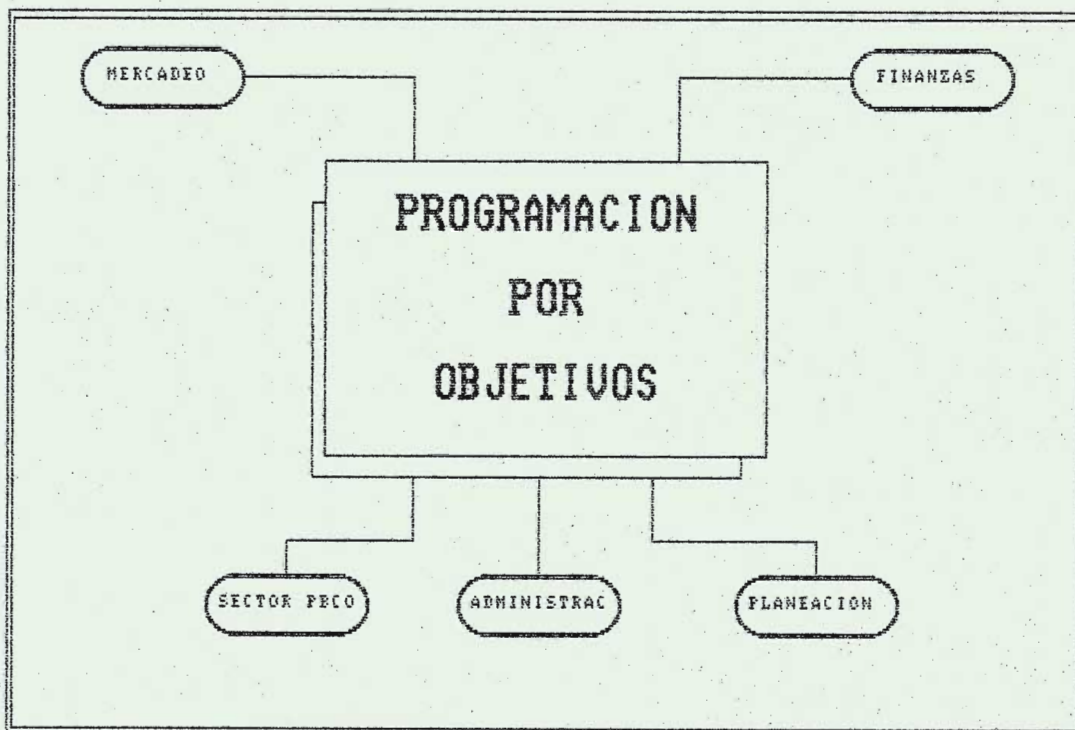 MERCADEO
FINANZAS
PROGRAMACION
POR
OBJETIVOS
SECTOR PBCO
ADMINISTRAC
PLANEACION